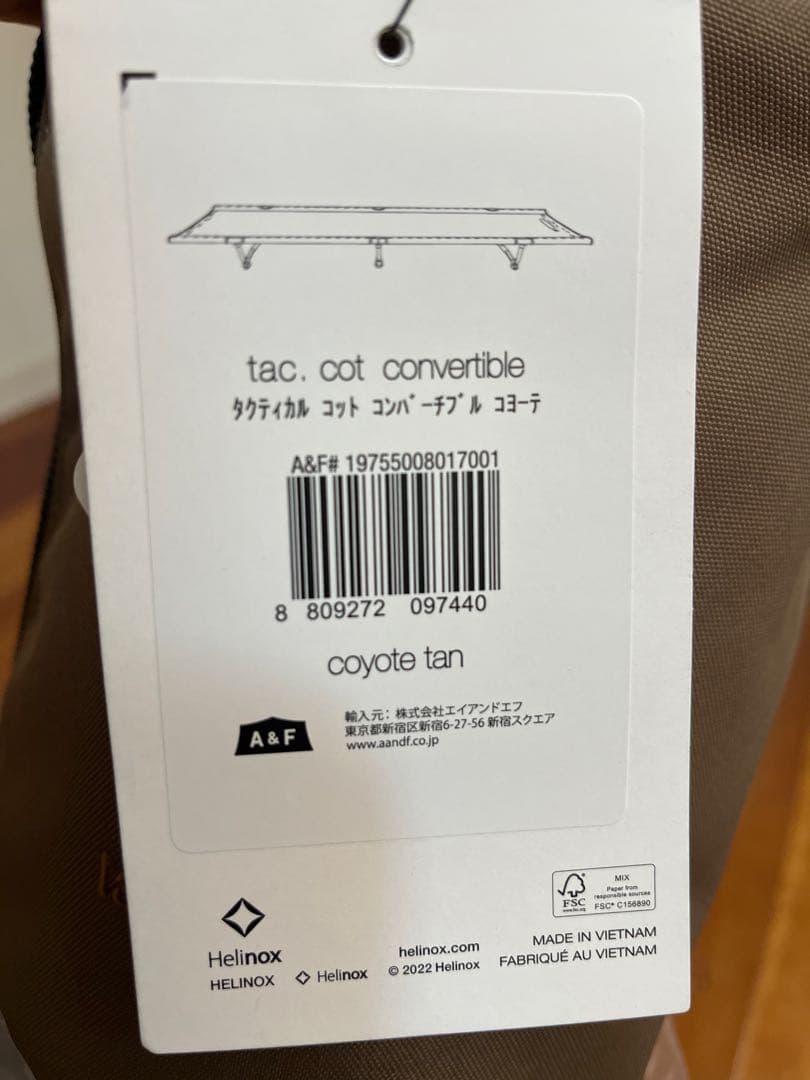 tac. cot convertible
ﾀｸﾃｨｶﾙ ｺｯﾄ ｺﾝﾊﾞｰﾁﾌﾞﾙ ｺﾖｰﾃ
A&F# 19755008017001
8 809272 097440
coyote tan
A & F
輸入元：株式会社エイアンドエフ
東京都新宿区新宿6-27-56 新宿スクエア
www.aandf.co.jp
FSC
www.fsc.org
MIX
Paper from
responsible sources
FSC® C156890
Helinox
HELINOX
Helinox
helinox.com
© 2022 Helinox
MADE IN VIETNAM
FABRIQUÉ AU VIETNAM